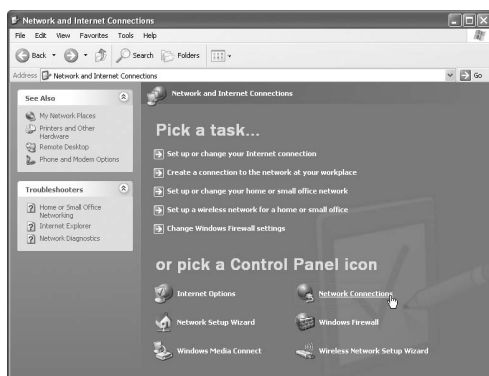 Network and Internet Connections
File Edit View Favorites Tools Help
Back Search Folders
Address Network and Internet Connections Go
See Also
My Network Places
Printers and Other
Hardware
Remote Desktop
Phone and Modem Options
Troubleshooters
Home or Small Office
Networking
Internet Explorer
Network Diagnostics
Network and Internet Connections
Pick a task...
Set up or change your Internet connection
Create a connection to the network at your workplace
Set up or change your home or small office network
Set up a wireless network for a home or small office
Change Windows Firewall settings
or pick a Control Panel icon
Internet Options Network Connections
Network Setup Wizard Windows Firewall
Windows Media Connect Wireless Network Setup Wizard